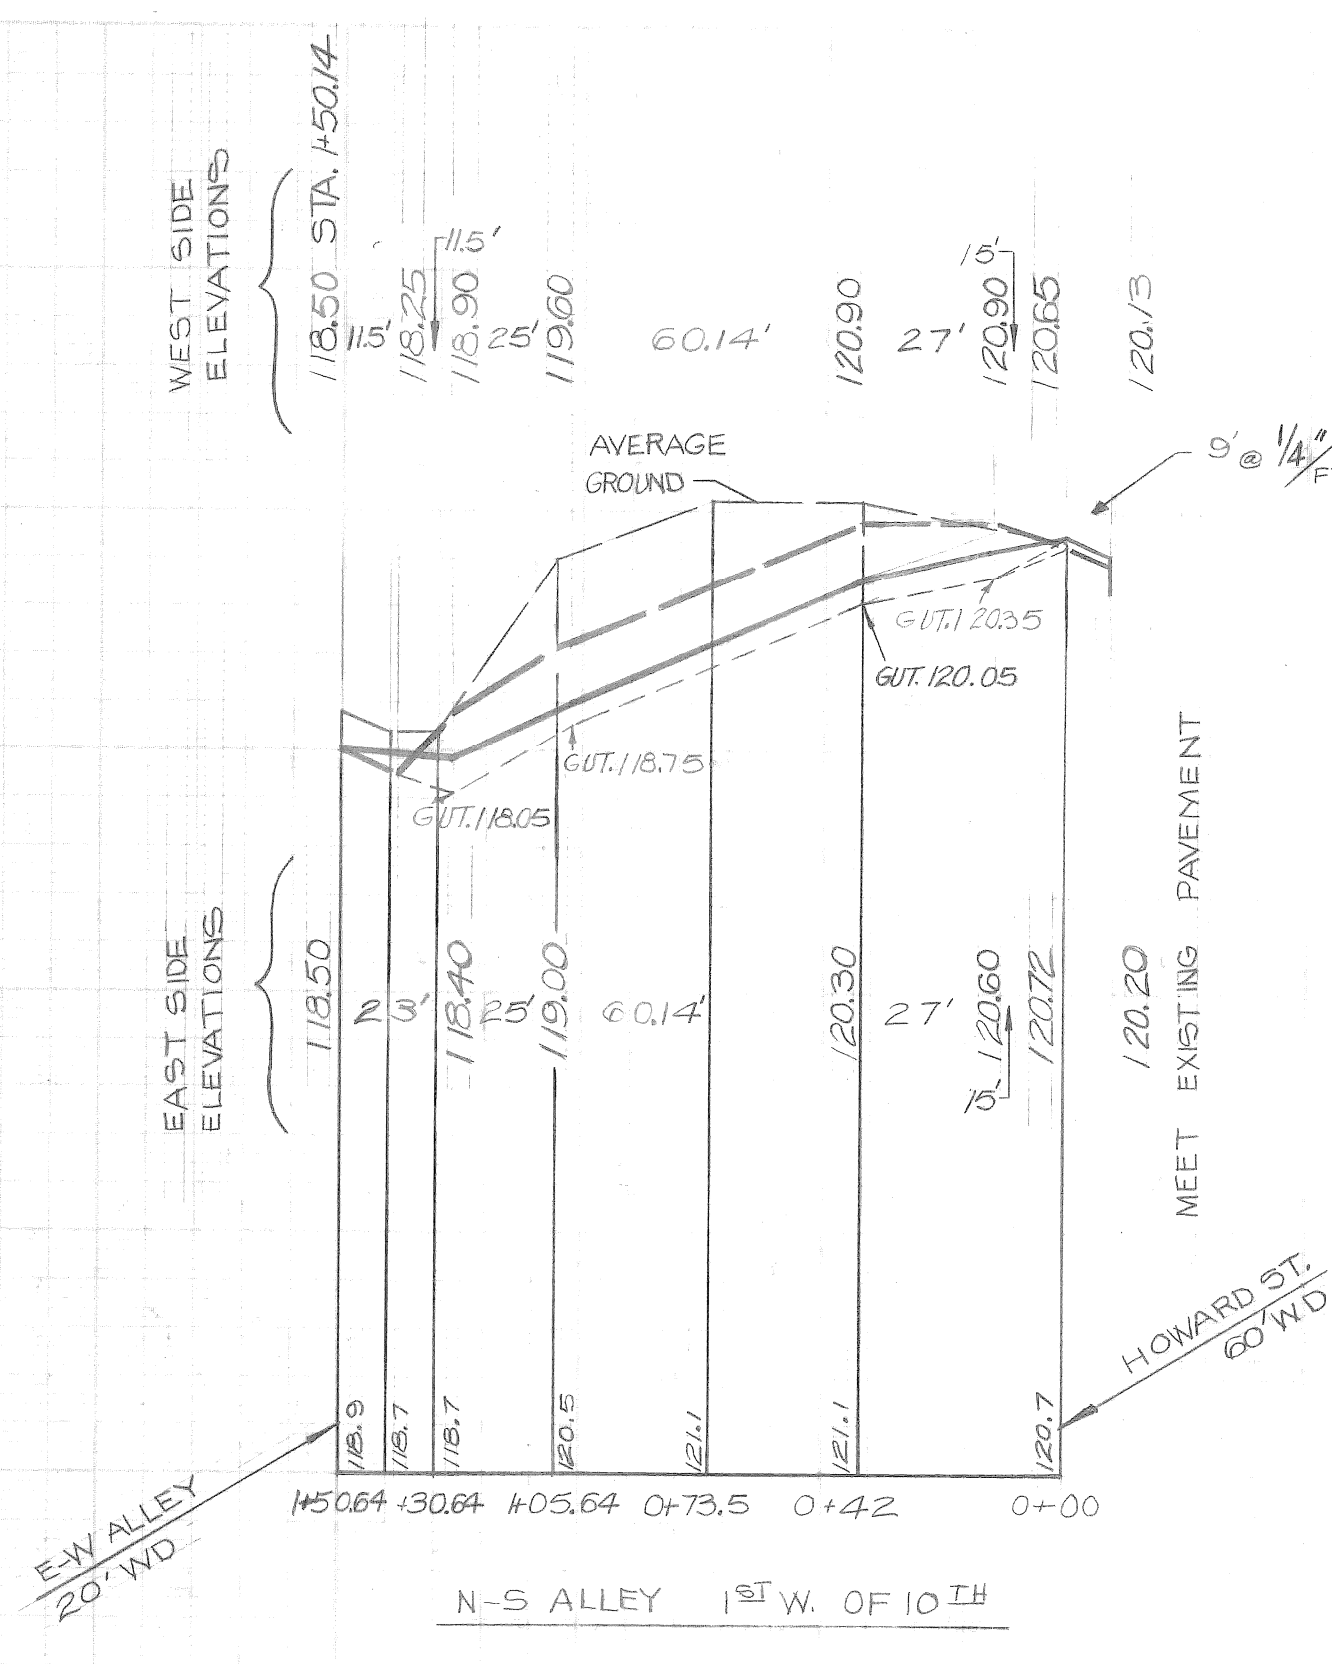 WEST SIDE
ELEVATIONS
118.50 STA. 1+50.14
11.5'
118.25
11.5'
118.90
25'
119.60
60.14'
120.90
27'
15'
120.90
120.65
120.13
AVERAGE
GROUND
9' @ 1/4"/
GUT. 120.35
GUT. 120.05
GUT. 118.75
GUT. 118.05
EAST SIDE
ELEVATIONS
118.50
23'
118.40
25'
119.00
60.14'
120.30
27'
15'
120.60
120.72
120.20
MEET EXISTING PAVEMENT
HOWARD ST.
60' WD
118.9
118.7
118.7
120.5
121.1
121.1
120.7
1+50.64 +30.64 1+05.64 0+73.5 0+42 0+00
E-W ALLEY
20' WD
N-S ALLEY 1ST W. OF 10TH